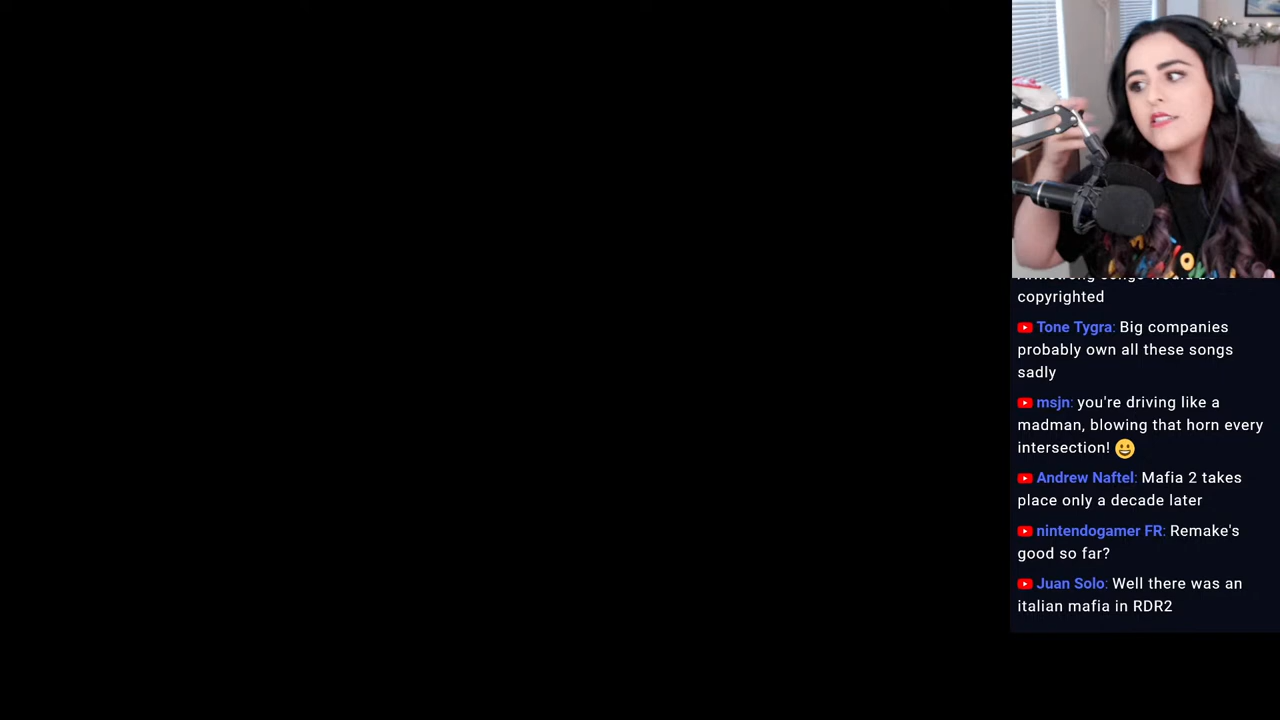 copyrighted
Tone Tygra: Big companies
probably own all these songs
sadly
msjn: you're driving like a
madman, blowing that horn every
intersection! 😀
Andrew Naftel: Mafia 2 takes
place only a decade later
nintendogamer FR: Remake's
good so far?
Juan Solo: Well there was an
italian mafia in RDR2